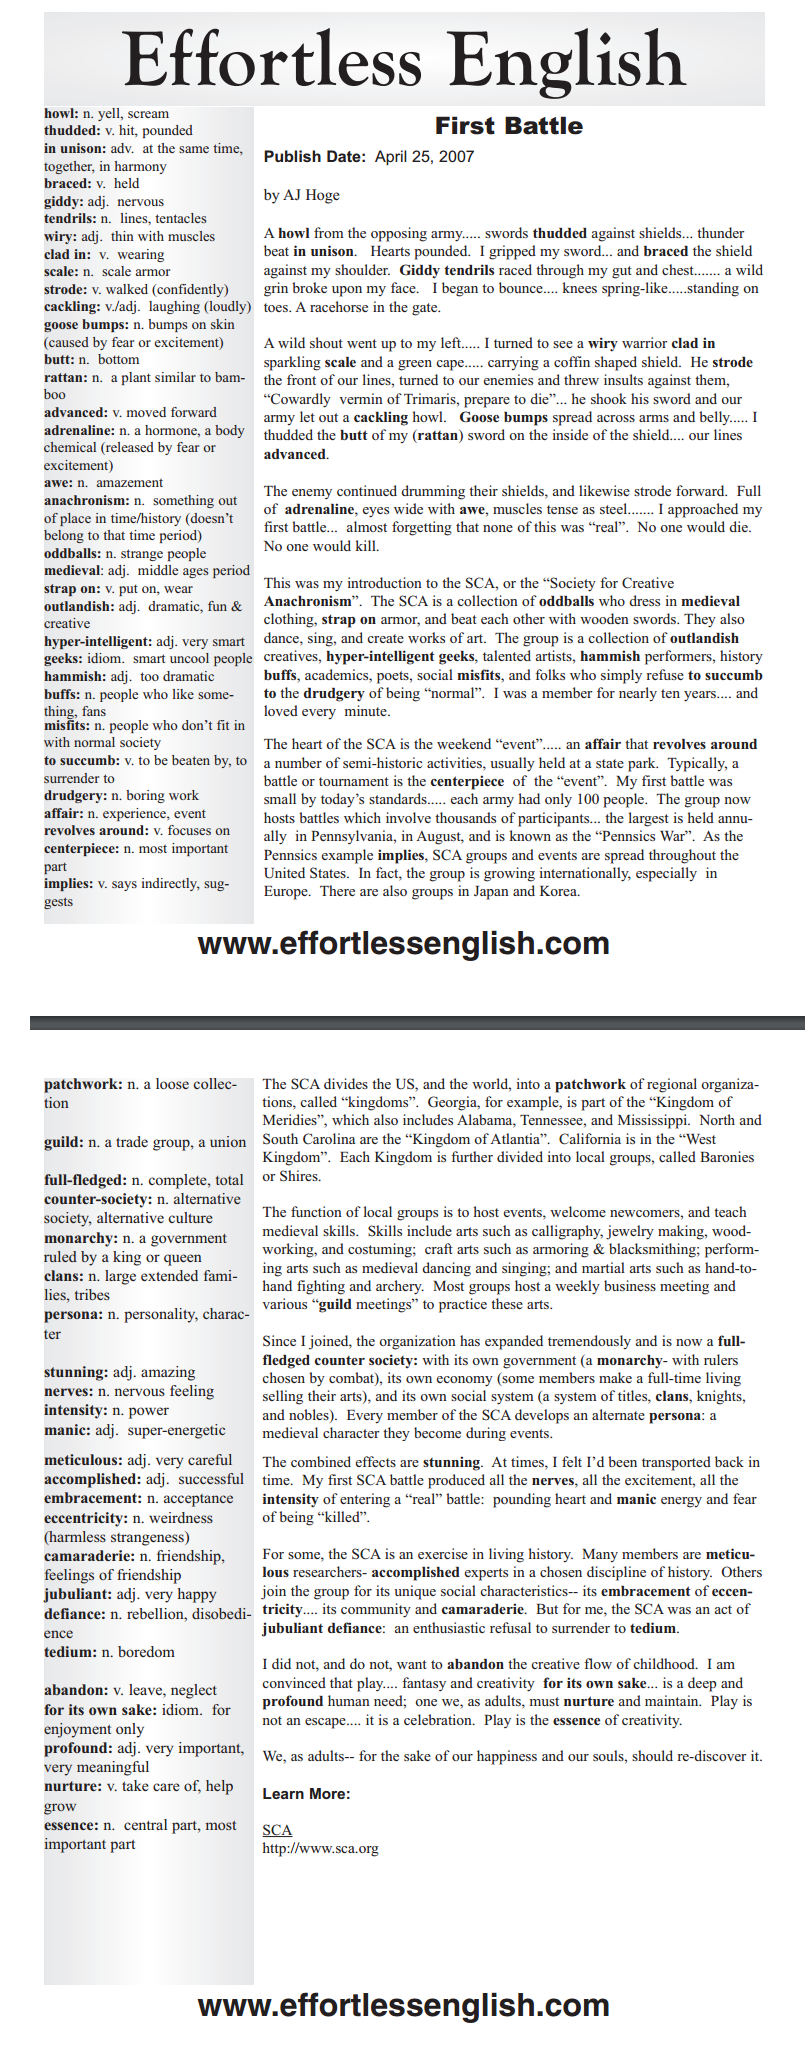 Effortless English
howl: n. yell, scream
thudded: v. hit, pounded
in unison: adv.  at the same time,
together, in harmony
braced: v.  held
giddy: adj.  nervous
tendrils: n.  lines, tentacles
wiry: adj.  thin with muscles
clad in:  v.  wearing
scale: n.  scale armor
strode: v. walked (confidently)
cackling: v./adj.  laughing (loudly)
goose bumps: n. bumps on skin
(caused by fear or excitement)
butt: n.  bottom
rattan: n.  a plant similar to bam-
boo
advanced: v. moved forward
adrenaline: n. a hormone, a body
chemical (released by fear or
excitement)
awe: n.  amazement
anachronism: n.  something out
of place in time/history (doesn't
belong to that time period)
oddballs: n. strange people
medieval: adj.  middle ages period
strap on: v. put on, wear
outlandish: adj.  dramatic, fun &
creative
hyper-intelligent: adj. very smart
geeks: idiom.  smart uncool people
hammish: adj.  too dramatic
buffs: n. people who like some-
thing, fans
misfits: n. people who don't fit in
with normal society
to succumb: v. to be beaten by, to
surrender to
drudgery: n. boring work
affair: n. experience, event
revolves around: v. focuses on
centerpiece: n. most important
part
implies: v. says indirectly, sug-
gests
First Battle
Publish Date:  April 25, 2007
by AJ Hoge
A howl from the opposing army..... swords thudded against shields... thunder
beat in unison.   Hearts pounded.  I gripped my sword... and braced the shield
against my shoulder.  Giddy tendrils raced through my gut and chest....... a wild
grin broke upon my face.   I began to bounce.... knees spring-like.....standing on
toes. A racehorse in the gate.
A wild shout went up to my left..... I turned to see a wiry warrior clad in
sparkling scale and a green cape..... carrying a coffin shaped shield.  He strode
the front of our lines, turned to our enemies and threw insults against them,
“Cowardly  vermin of Trimaris, prepare to die”... he shook his sword and our
army let out a cackling howl.   Goose bumps spread across arms and belly..... I
thudded the butt of my (rattan) sword on the inside of the shield.... our lines
advanced.
The enemy continued drumming their shields, and likewise strode forward.  Full
of  adrenaline, eyes wide with awe, muscles tense as steel....... I approached my
first battle...  almost forgetting that none of this was “real”.  No one would die.
No one would kill.
This was my introduction to the SCA, or the “Society for Creative
Anachronism”.  The SCA is a collection of oddballs who dress in medieval
clothing, strap on armor, and beat each other with wooden swords. They also
dance, sing, and create works of art.  The group is a collection of outlandish
creatives, hyper-intelligent geeks, talented artists, hammish performers, history
buffs, academics, poets, social misfits, and folks who simply refuse to succumb
to the drudgery of being “normal”.  I was a member for nearly ten years.... and
loved every  minute.
The heart of the SCA is the weekend “event”..... an affair that revolves around
a number of semi-historic activities, usually held at a state park.  Typically, a
battle or tournament is the centerpiece  of  the “event”.  My first battle was
small by today's standards..... each army had only 100 people.  The group now
hosts battles which involve thousands of participants... the largest is held annu-
ally  in Pennsylvania, in August, and is known as the “Pennsics War”.  As the
Pennsics example implies, SCA groups and events are spread throughout the
United States.  In fact, the group is growing internationally, especially  in
Europe.  There are also groups in Japan and Korea.
www.effortlessenglish.com
patchwork: n. a loose collec-
tion
guild: n. a trade group, a union
full-fledged: n. complete, total
counter-society: n. alternative
society, alternative culture
monarchy: n. a government
ruled by a king or queen
clans: n. large extended fami-
lies, tribes
persona: n. personality, charac-
ter
stunning: adj. amazing
nerves: n. nervous feeling
intensity: n. power
manic: adj.  super-energetic
meticulous: adj. very careful
accomplished: adj.  successful
embracement: n. acceptance
eccentricity: n. weirdness
(harmless strangeness)
camaraderie: n. friendship,
feelings of friendship
jubuliant: adj. very happy
defiance: n. rebellion, disobedi-
ence
tedium: n. boredom
abandon: v. leave, neglect
for its own sake: idiom.  for
enjoyment only
profound: adj. very important,
very meaningful
nurture: v. take care of, help
grow
essence: n.  central part, most
important part
The SCA divides the US, and the world, into a patchwork of regional organiza-
tions, called “kingdoms”.  Georgia, for example, is part of the “Kingdom of
Meridies”, which also includes Alabama, Tennessee, and Mississippi.  North and
South Carolina are the “Kingdom of Atlantia”.  California is in the “West
Kingdom”.  Each Kingdom is further divided into local groups, called Baronies
or Shires.
The function of local groups is to host events, welcome newcomers, and teach
medieval skills.  Skills include arts such as calligraphy, jewelry making, wood-
working, and costuming;  craft arts such as armoring & blacksmithing; perform-
ing arts such as medieval dancing and singing; and martial arts such as hand-to-
hand fighting and archery.  Most groups host a weekly business meeting and
various “guild meetings” to practice these arts.
Since I joined, the organization has expanded tremendously and is now a full-
fledged counter society: with its own government (a monarchy- with rulers
chosen by combat), its own economy (some members make a full-time living
selling their arts), and its own social system (a system of titles, clans, knights,
and nobles).  Every member of the SCA develops an alternate persona: a
medieval character they become during events.
The combined effects are stunning.  At times, I felt I'd been transported back in
time.  My first SCA battle produced all the nerves, all the excitement, all the
intensity of entering a “real” battle:  pounding heart and manic energy and fear
of being “killed”.
For some, the SCA is an exercise in living history.  Many members are meticu-
lous researchers- accomplished experts in a chosen discipline of history.  Others
join the group for its unique social characteristics-- its embracement of eccen-
tricity.... its community and camaraderie.  But for me, the SCA was an act of
jubuliant defiance:  an enthusiastic refusal to surrender to tedium.
I did not, and do not, want to abandon the creative flow of childhood.  I am
convinced that play.... fantasy and creativity  for its own sake... is a deep and
profound human need;  one we, as adults, must nurture and maintain.  Play is
not an escape.... it is a celebration.  Play is the essence of creativity.
We, as adults-- for the sake of our happiness and our souls, should re-discover it.
Learn More:
SCA
http://www.sca.org
www.effortlessenglish.com